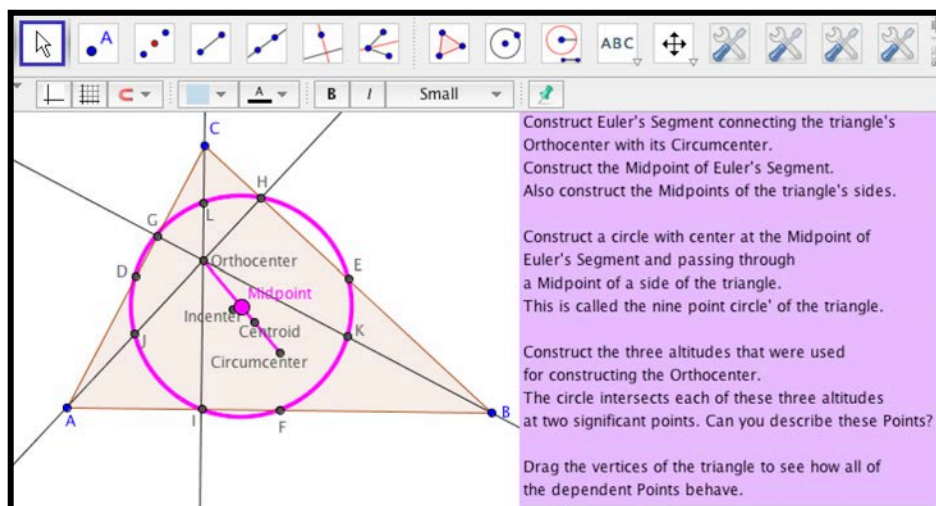 A
ABC
A
B
I
Small
C
H
L
G
Orthocenter
D
E
Midpoint
Incenter
Centroid
K
J
Circumcenter
A
I
F
B
Construct Euler's Segment connecting the triangle's
Orthocenter with its Circumcenter.
Construct the Midpoint of Euler's Segment.
Also construct the Midpoints of the triangle's sides.
Construct a circle with center at the Midpoint of
Euler's Segment and passing through
a Midpoint of a side of the triangle.
This is called the nine point circle' of the triangle.
Construct the three altitudes that were used
for constructing the Orthocenter.
The circle intersects each of these three altitudes
at two significant points. Can you describe these Points?
Drag the vertices of the triangle to see how all of
the dependent Points behave.